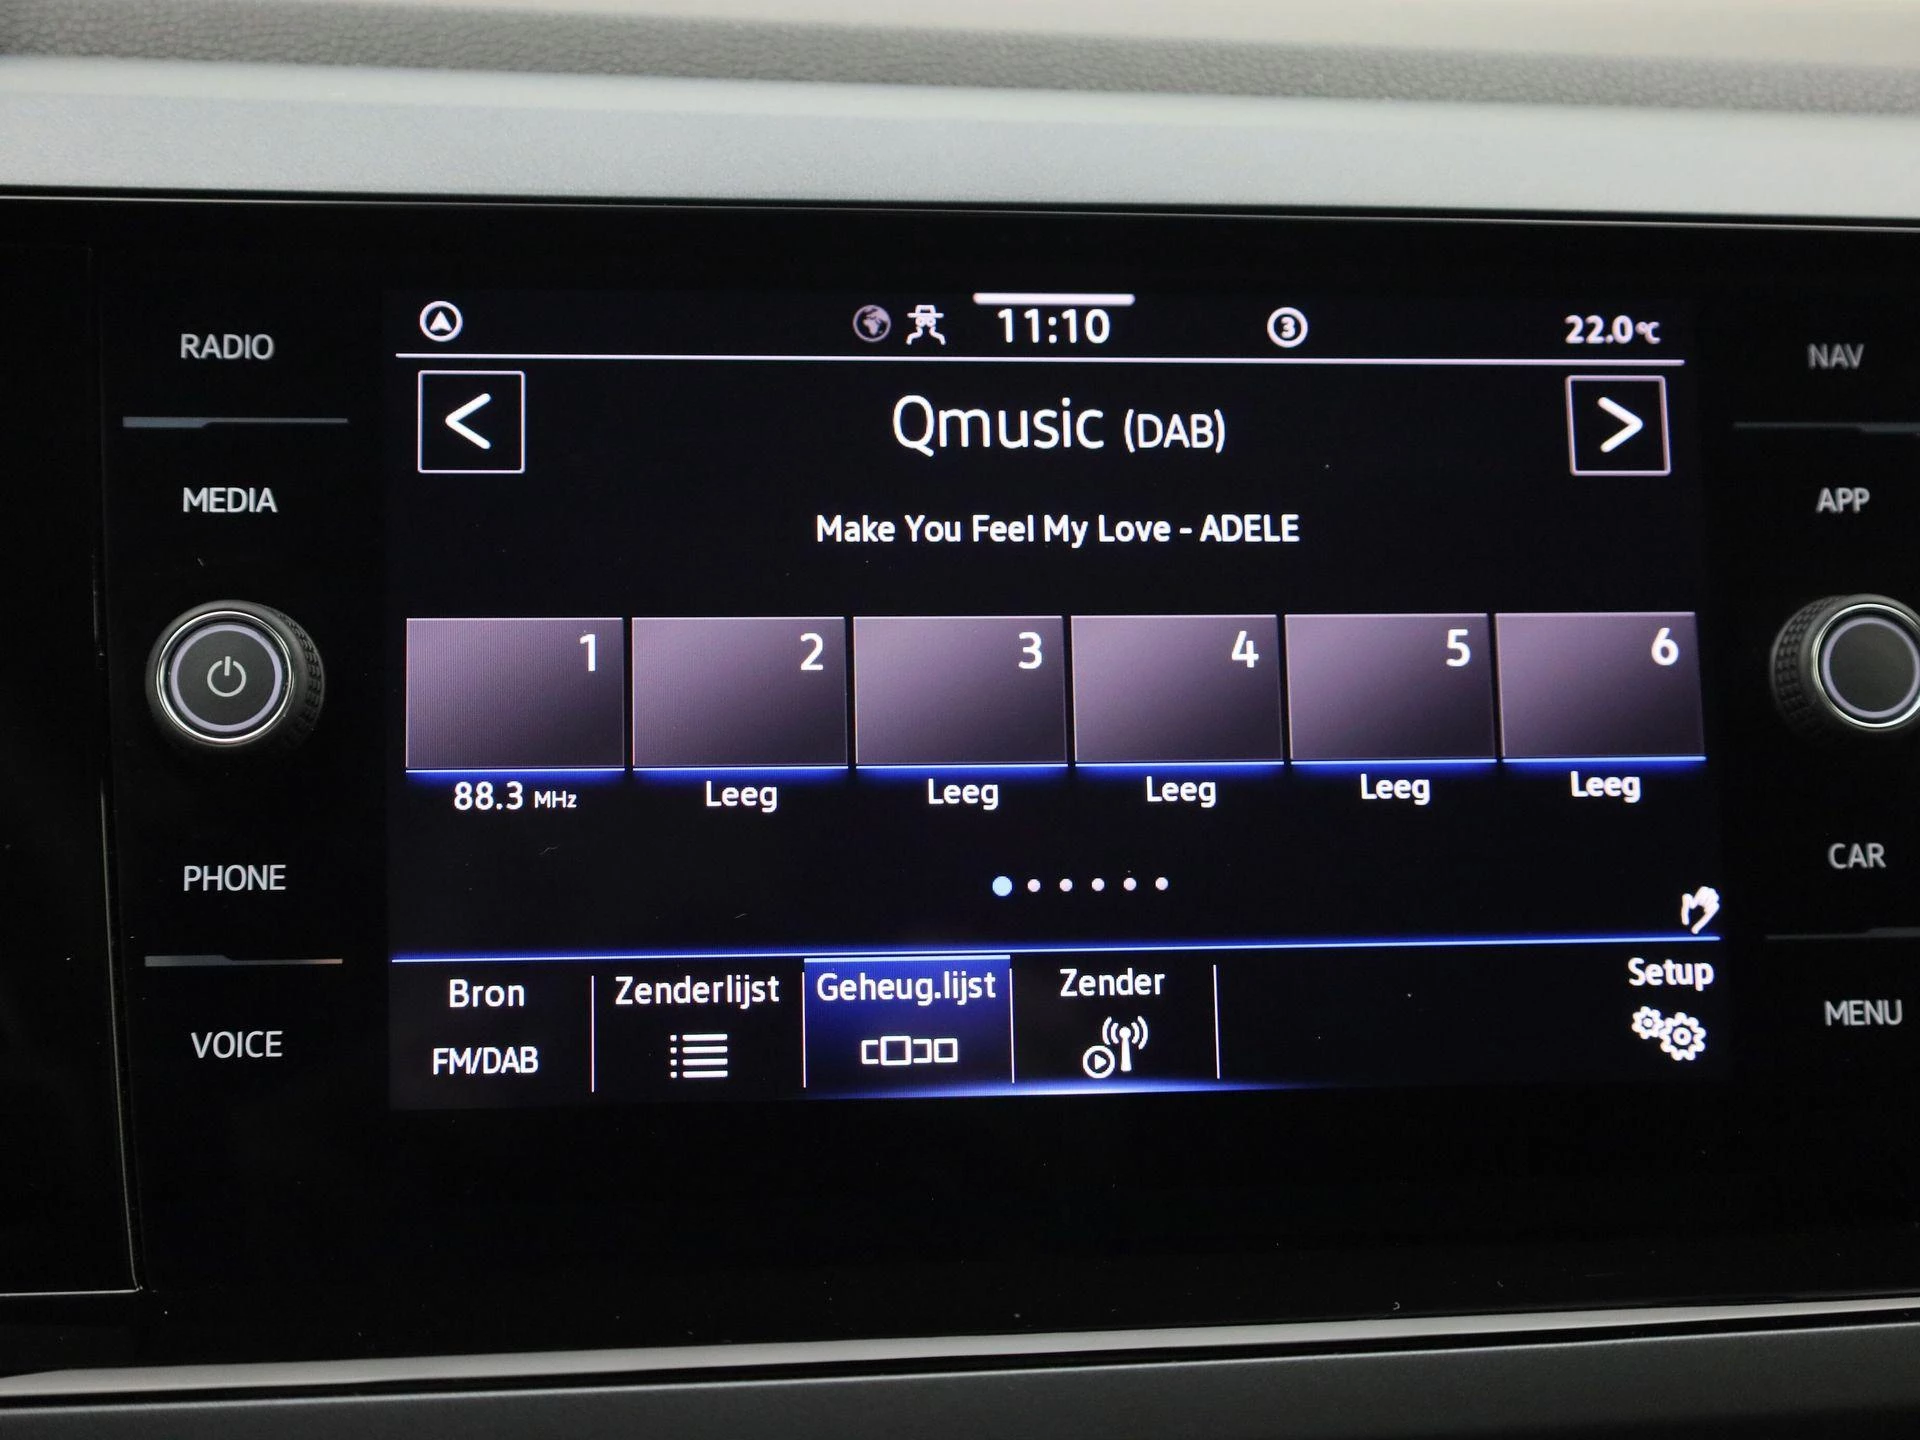 11:10
3
22.0°C
RADIO
NAV
<
Qmusic (DAB)
>
MEDIA
APP
Make You Feel My Love - ADELE
1 2 3 4 5 6
88.3 MHz Leeg Leeg Leeg Leeg Leeg
PHONE
CAR
Bron Zenderlijst Geheug.lijst Zender Setup
FM/DAB
VOICE
MENU